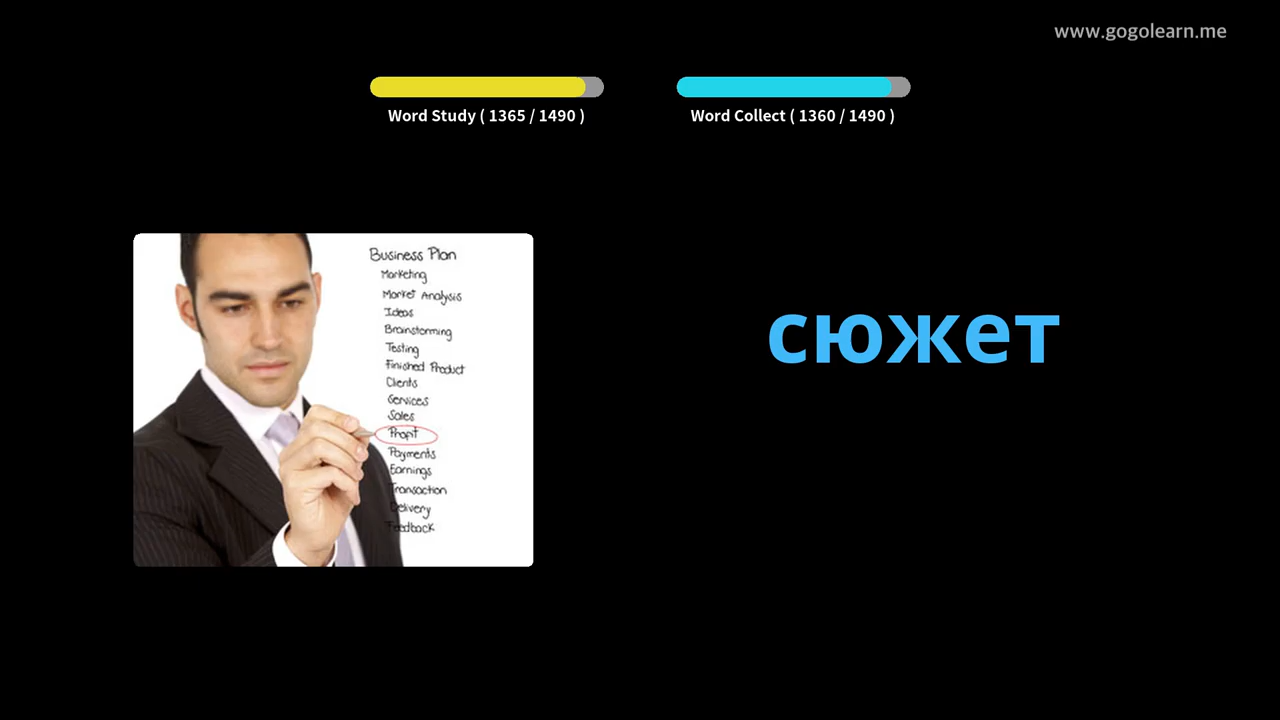 www.gogolearn.me
Word Study ( 1365 / 1490 )
Word Collect ( 1360 / 1490 )
Business Plan
Marketing
Market Analysis
Ideas
Brainstorming
Testing
Finished Product
Clients
Services
Sales
Profit
Payments
Earnings
Transaction
Delivery
Feedback
сюжет